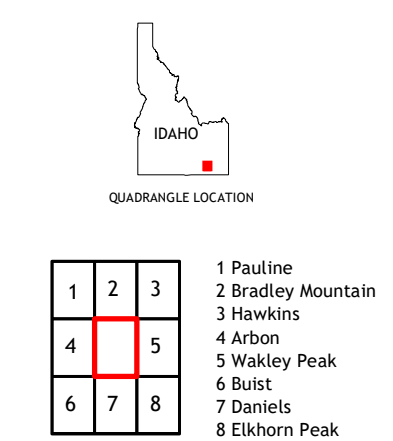 IDAHO
QUADRANGLE LOCATION
1 2 3
4 5
6 7 8
1 Pauline
2 Bradley Mountain
3 Hawkins
4 Arbon
5 Wakley Peak
6 Buist
7 Daniels
8 Elkhorn Peak